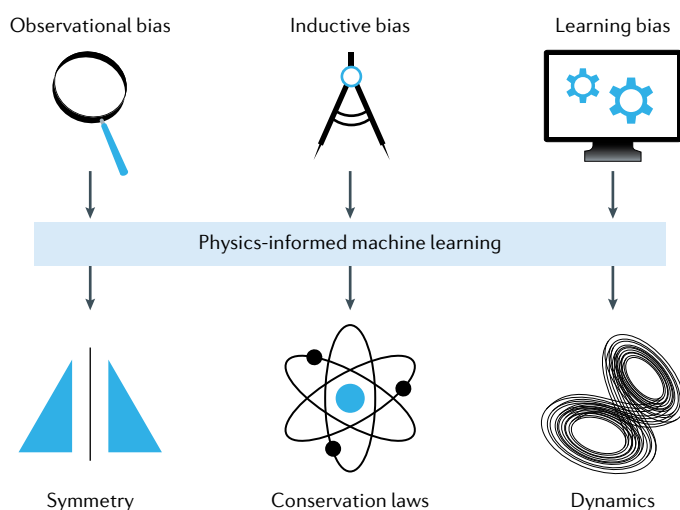 Observational bias
Inductive bias
Learning bias
Physics-informed machine learning
Symmetry
Conservation laws
Dynamics